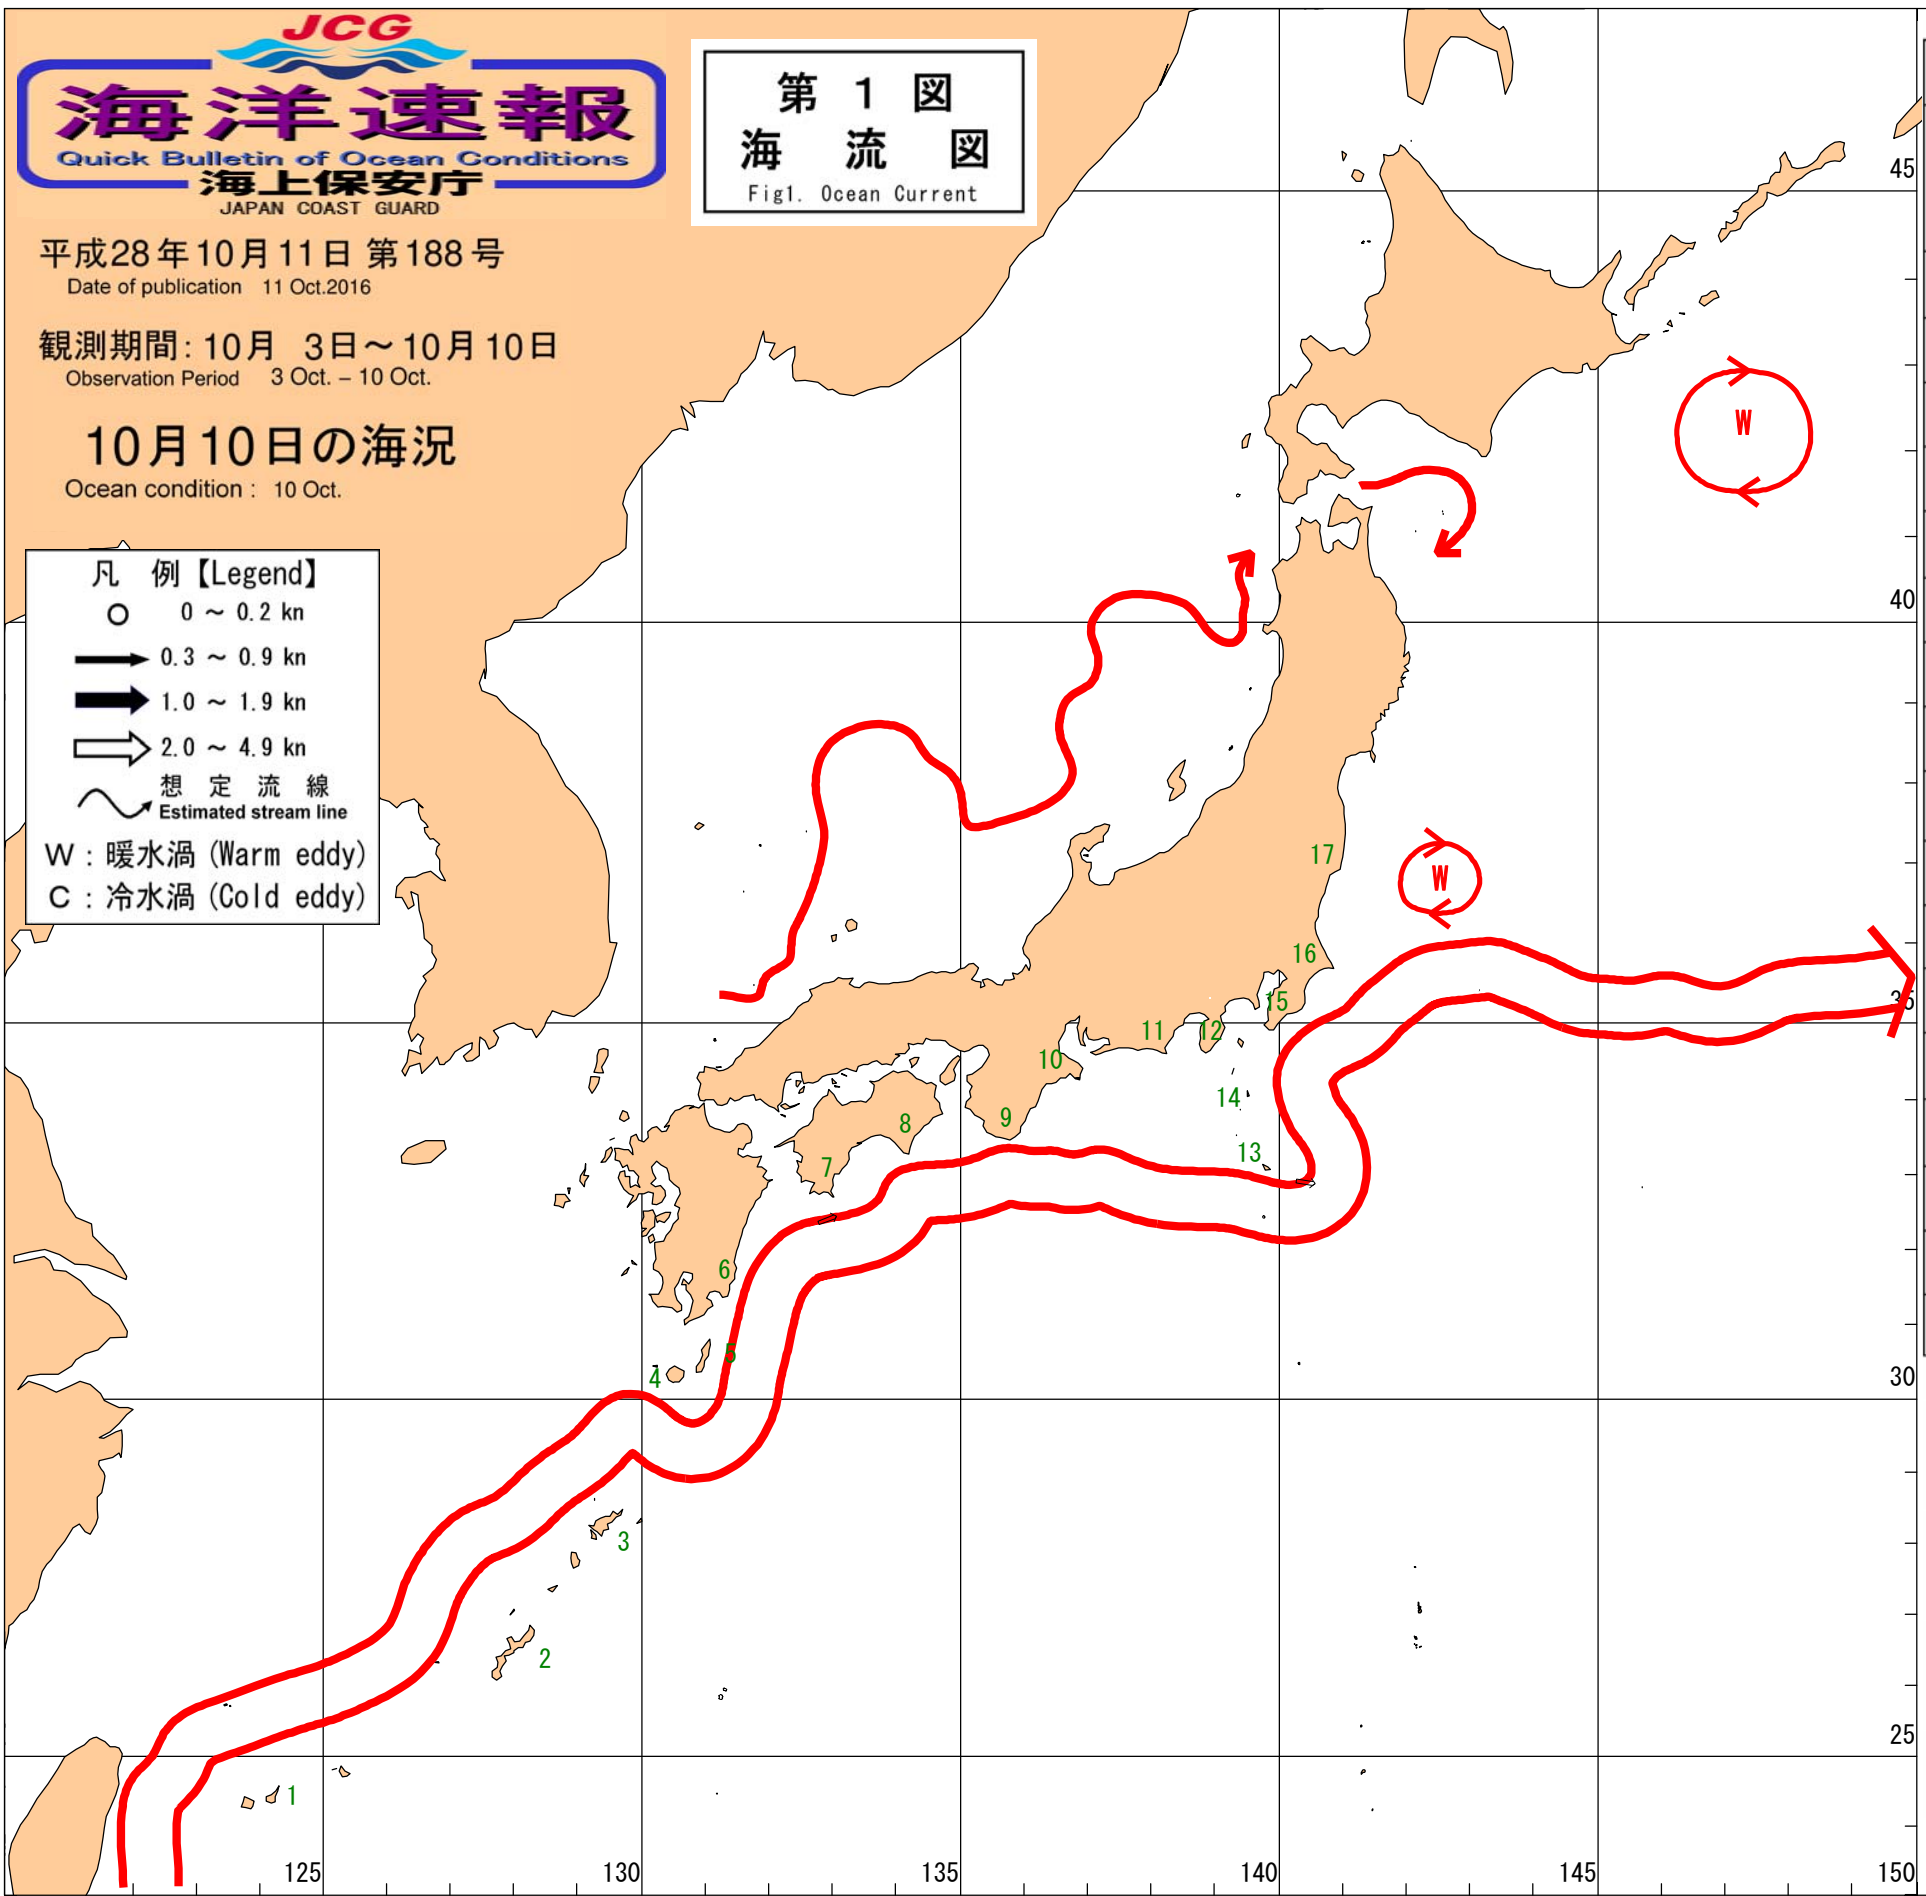 JCG
海洋速報
Quick Bulletin of Ocean Conditions
海上保安庁
JAPAN COAST GUARD
第 1 図
海 流 図
Fig1. Ocean Current
平成28年10月11日 第188号
Date of publication 11 Oct.2016
観測期間: 10月 3日～10月10日
Observation Period 3 Oct. – 10 Oct.
10月10日の海況
Ocean condition : 10 Oct.
凡 例【Legend】
0 ～ 0.2 kn
0.3 ～ 0.9 kn
1.0 ～ 1.9 kn
2.0 ～ 4.9 kn
想 定 流 線
Estimated stream line
W : 暖水渦 (Warm eddy)
C : 冷水渦 (Cold eddy)
45
W
40
17
W
16
35
15
11
12
10
14
9
8
13
7
6
5
4
30
3
2
25
1
125
130
135
140
145
150